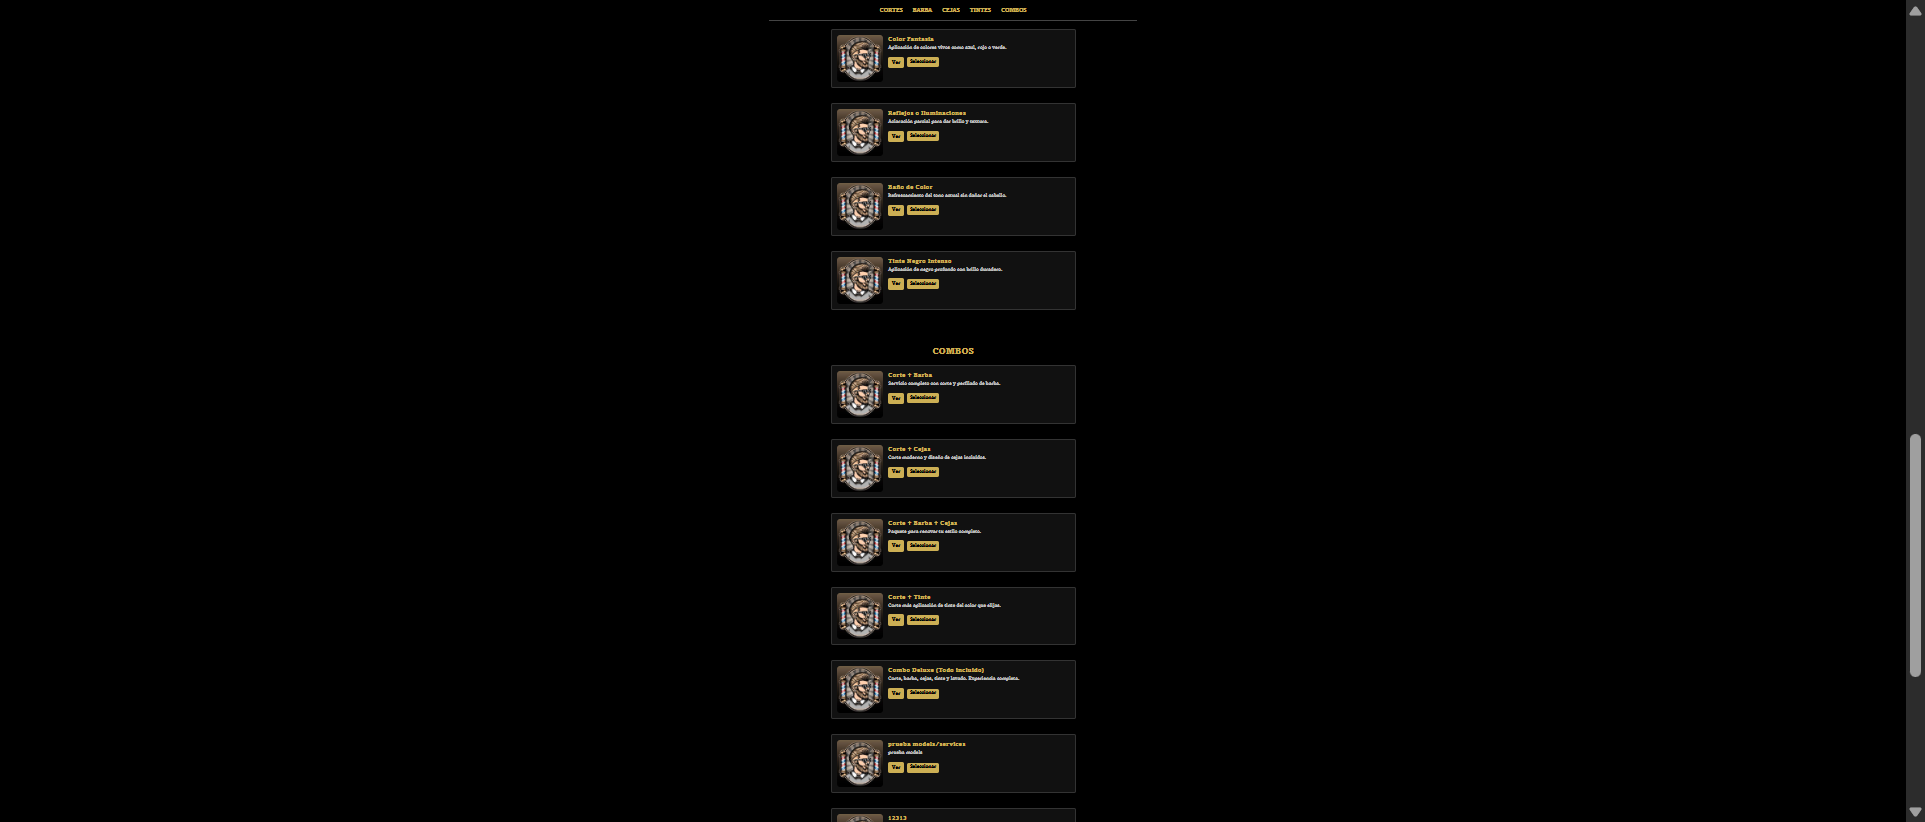 CORTES BARBA CEJAS TINTES COMBOS
Color Fantasía
Aplicación de colores vivos como azul, rojo o verde.
Ver Seleccionar
Reflejos o Iluminaciones
Aclaración parcial para dar brillo y textura.
Ver Seleccionar
Baño de Color
Refrescamiento del tono actual sin dañar el cabello.
Ver Seleccionar
Tinte Negro Intenso
Aplicación de negro profundo con brillo duradero.
Ver Seleccionar
COMBOS
Corte + Barba
Servicio completo con corte y perfilado de barba.
Ver Seleccionar
Corte + Cejas
Corte moderno y diseño de cejas incluidos.
Ver Seleccionar
Corte + Barba + Cejas
Paquete para renovar tu estilo completo.
Ver Seleccionar
Corte + Tinte
Corte más aplicación de tinte del color que elijas.
Ver Seleccionar
Combo Deluxe (Todo incluido)
Corte, barba, cejas, tinte y lavado. Experiencia completa.
Ver Seleccionar
prueba models/services
prueba models
Ver Seleccionar
12313